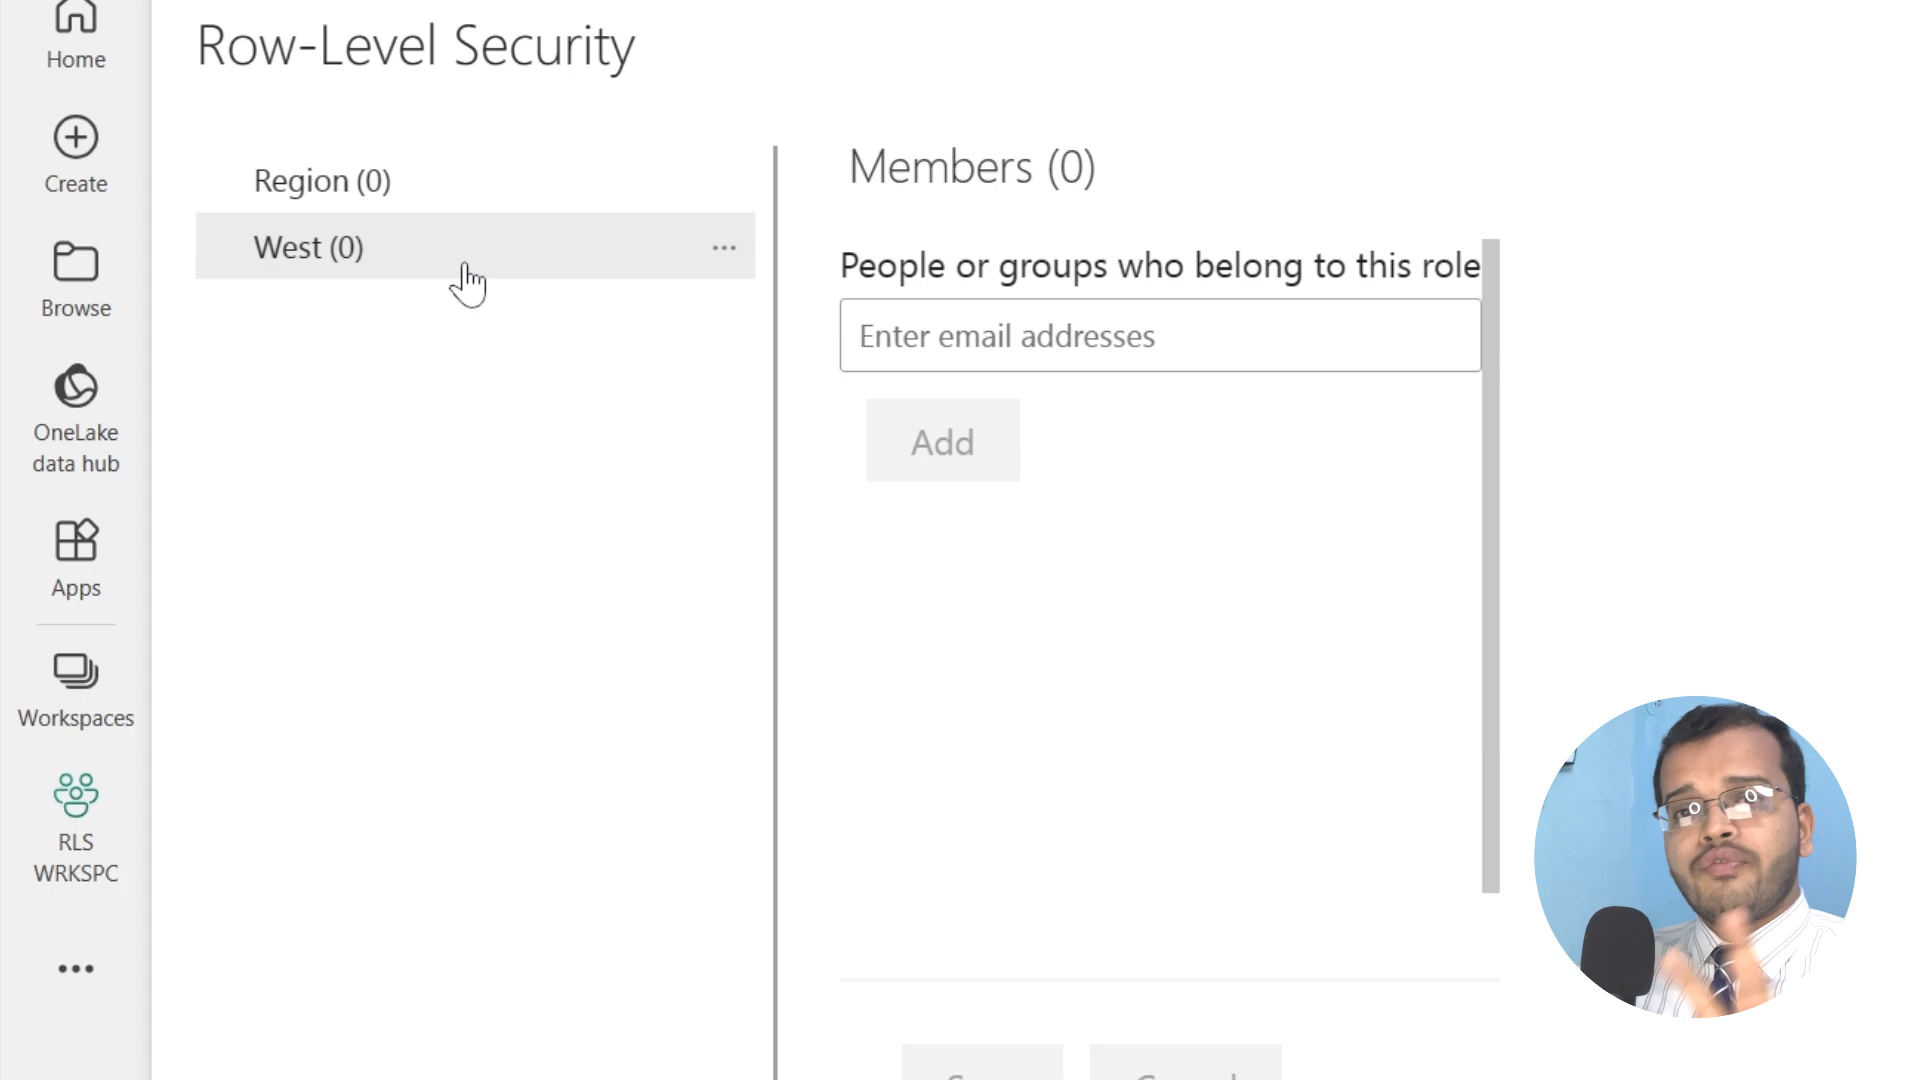 Row-Level Security
Home
Create
Browse
OneLake
data hub
Apps
Workspaces
RLS
WRKSPC
Region (0)
West (0)
Members (0)
People or groups who belong to this role
Enter email addresses
Add